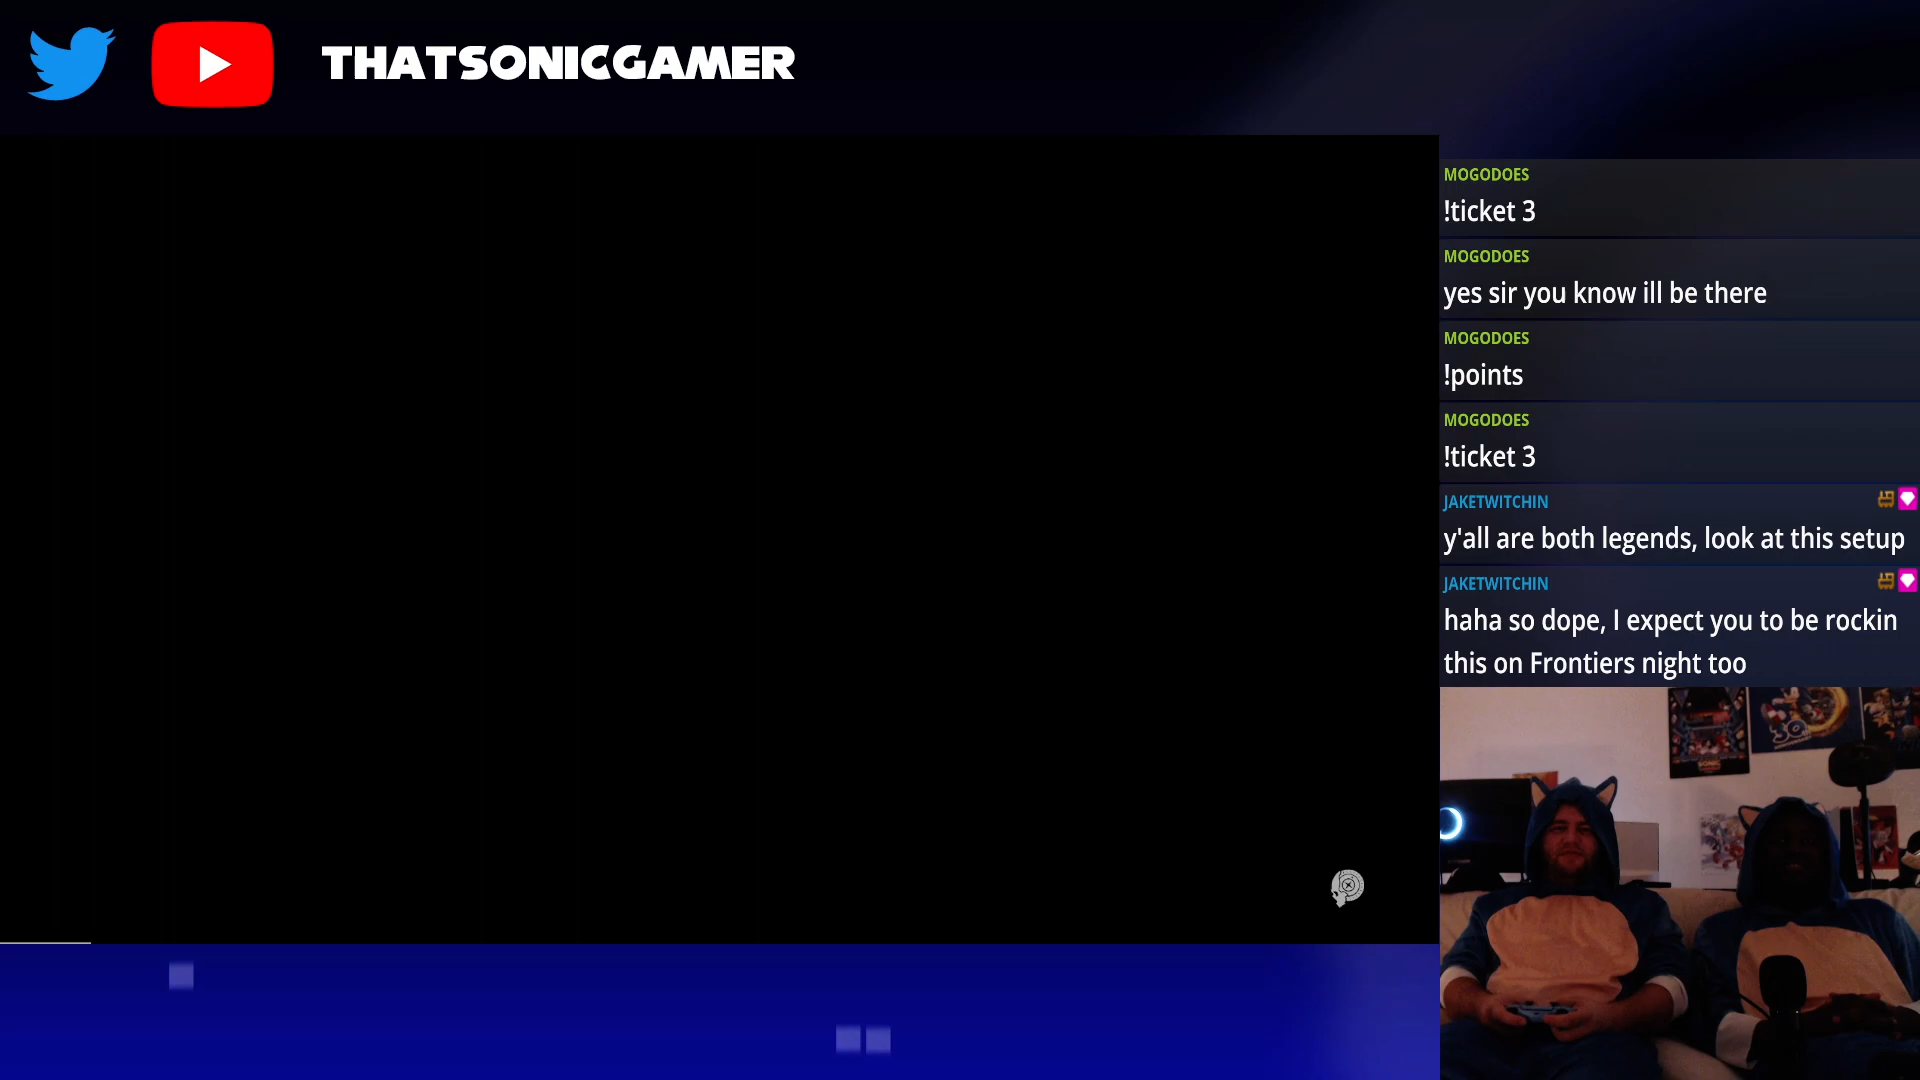 THATSONICGAMER
MOGODOES
!ticket 3
MOGODOES
yes sir you know ill be there
MOGODOES
!points
MOGODOES
!ticket 3
JAKETWITCHIN
y'all are both legends, look at this setup
JAKETWITCHIN
haha so dope, I expect you to be rockin
this on Frontiers night too
30
SONIC